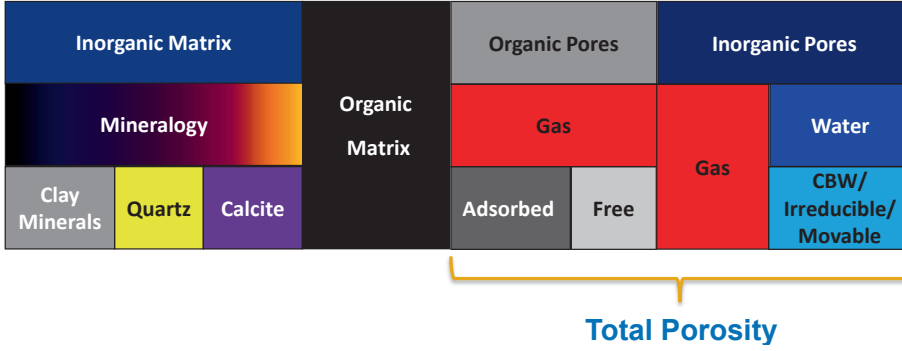 Inorganic Matrix
Organic Pores
Inorganic Pores
Mineralogy
Organic
Matrix
Gas
Gas
Water
Clay
Minerals
Quartz
Calcite
Adsorbed
Free
CBW/
Irreducible/
Movable
Total Porosity